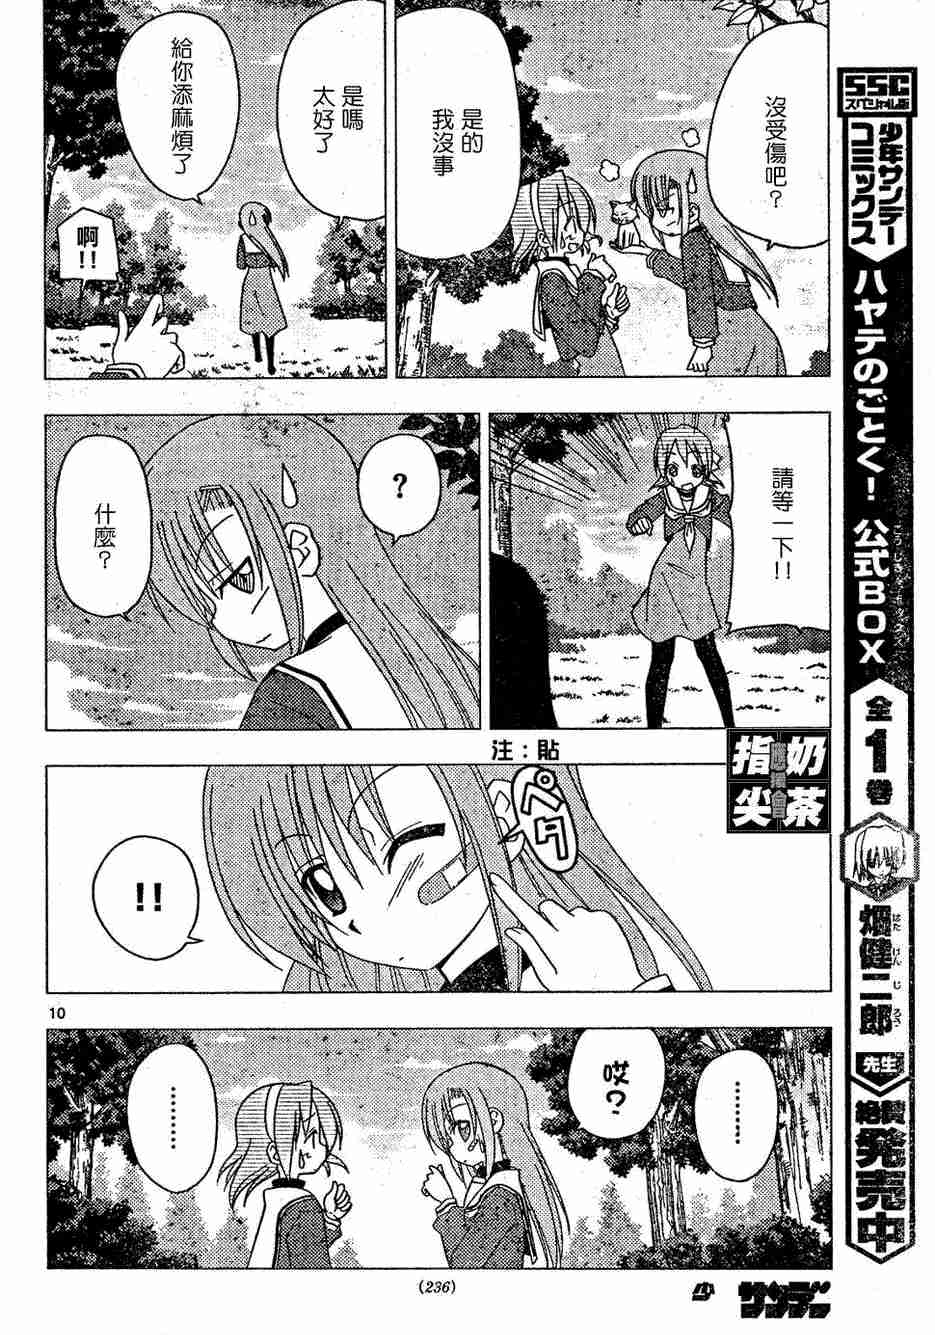 沒受傷吧？
是的
我沒事
是嗎
太好了
給你添麻煩了
啊!!
請等一下!!
？
什麼？
注：貼
ペタ
!!
10
………
哎？
………
(236)
少
サンデー
指尖
奶茶
應援會
SSC
スペシャル版
少年サンデー
コミックス
ハヤテのごとく！
公式BOX
全1巻
畑健二郎
はた けん じ ろう
先生
絶賛
発売中